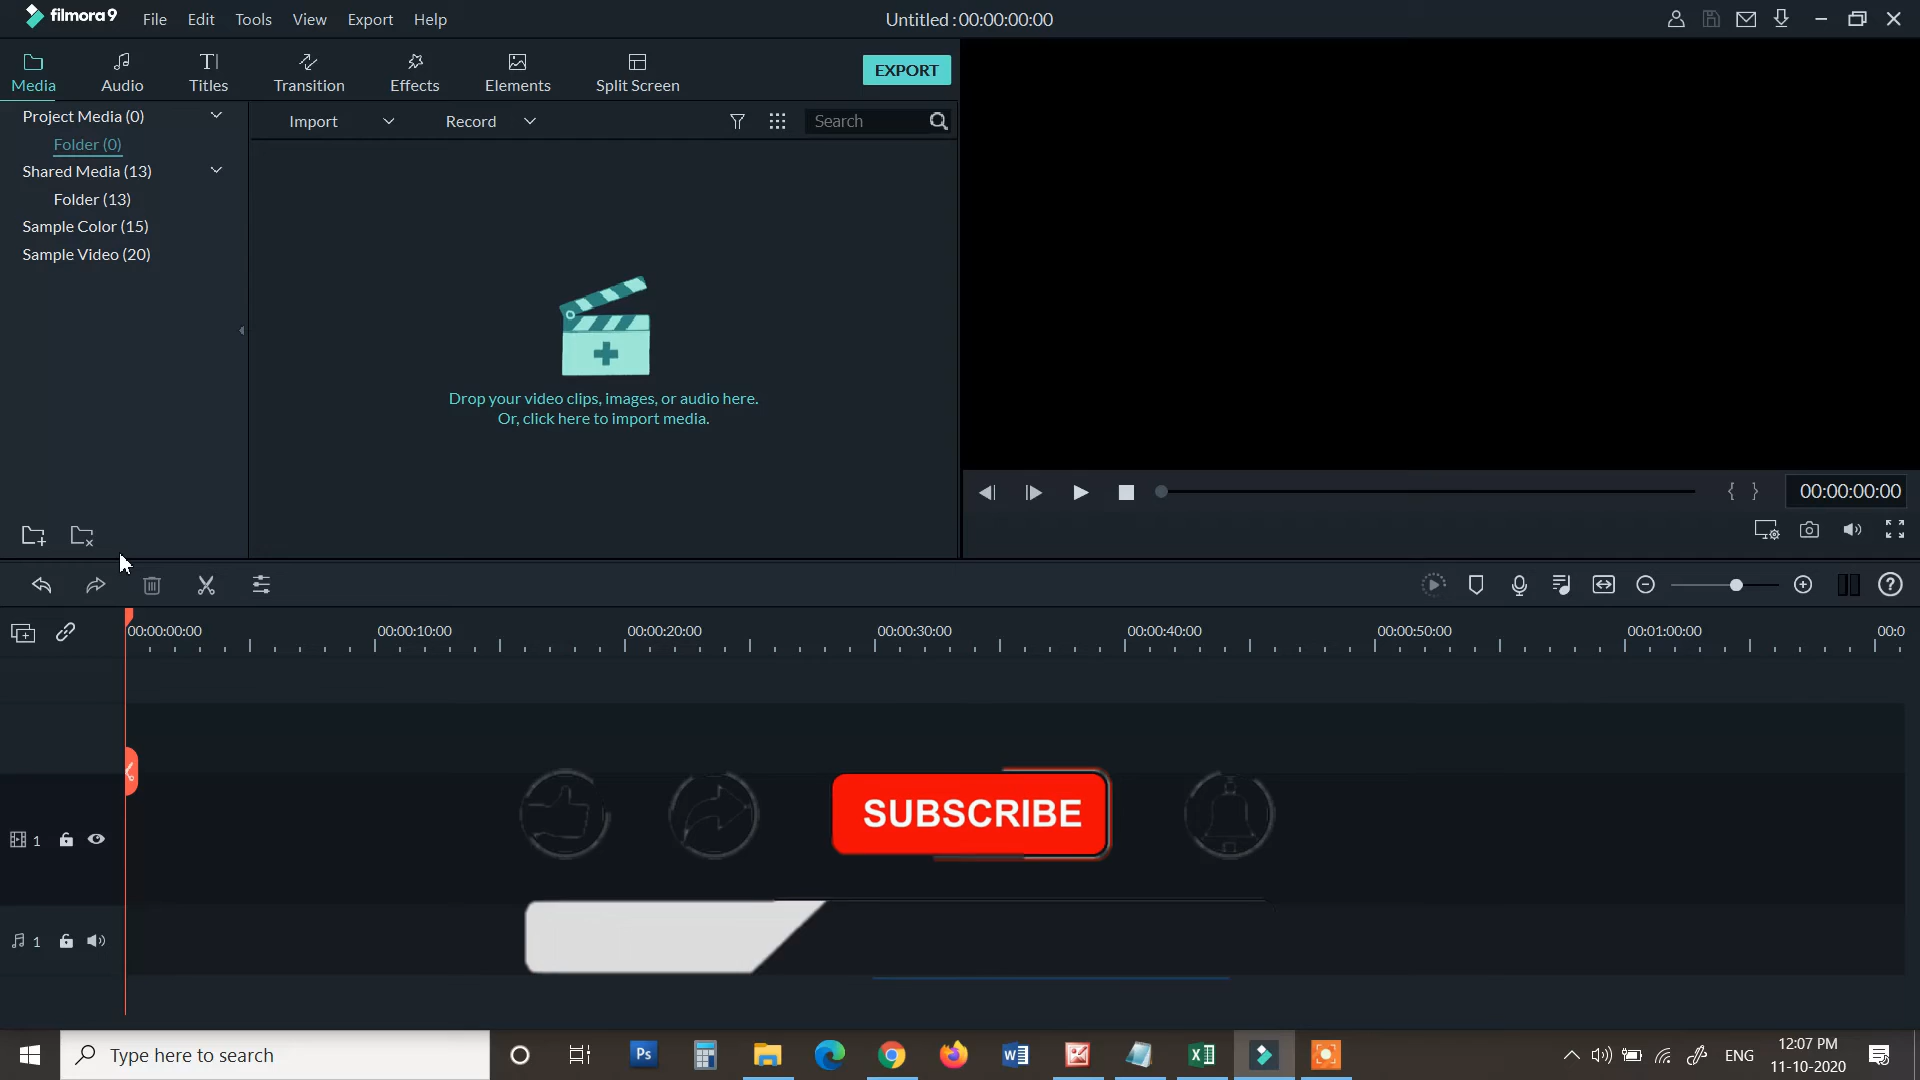 filmora9
File Edit Tools View Export Help
Untitled : 00:00:00:00
Media Audio Titles Transition Effects Elements Split Screen
EXPORT
Project Media (0)
Folder (0)
Shared Media (13)
Folder (13)
Sample Color (15)
Sample Video (20)
Import Record Search
Drop your video clips, images, or audio here.
Or, click here to import media.
00:00:00:00
00:00:00:00 00:00:10:00 00:00:20:00 00:00:30:00 00:00:40:00 00:00:50:00 00:01:00:00 00:0
SUBSCRIBE
1
1
Type here to search
Ps
ENG
12:07 PM
11-10-2020